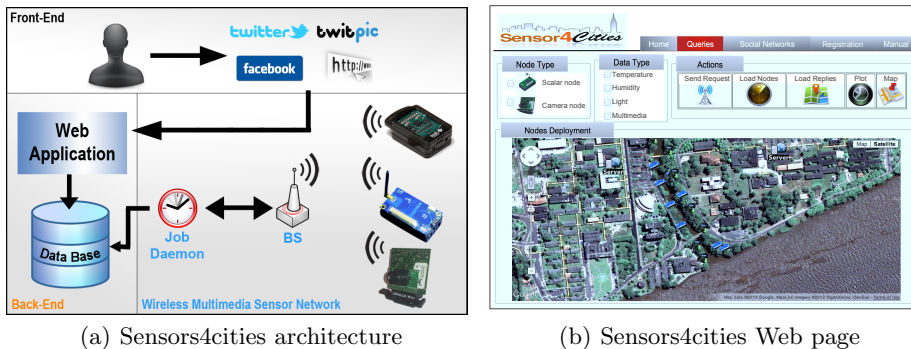 Front-End
twitter
twitpic
facebook
http://w
Web
Application
Data Base
Job
Daemon
BS
Back-End
Wireless Multimedia Sensor Network
(a) Sensors4cities architecture
Sensor4Cities
Home Queries Social Networks Registration Manual
Node Type
Scalar node
Camera node
Data Type
Temperature
Humidity
Light
Multimedia
Actions
Send Request Load Nodes Load Replies Plot Map
Nodes Deployment
Map Satellite
Server
Server
(b) Sensors4cities Web page